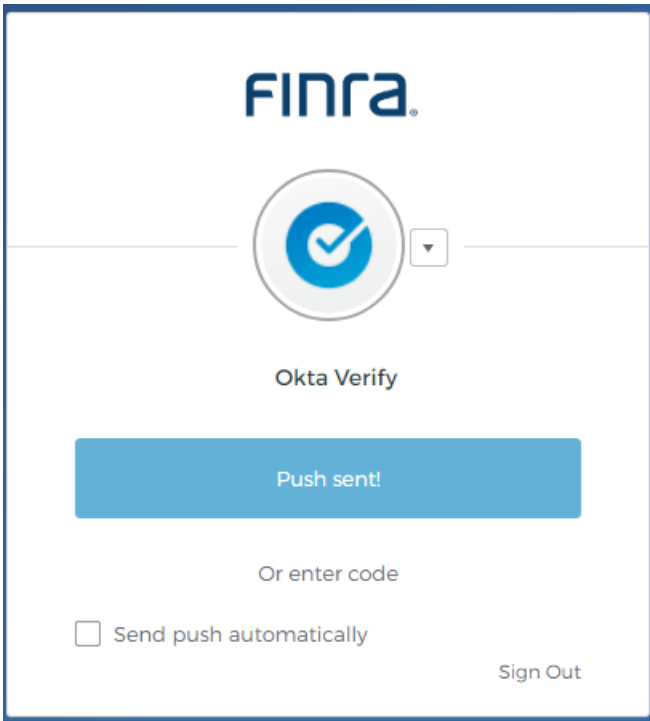 FINra®
Okta Verify
Push sent!
Or enter code
Send push automatically
Sign Out